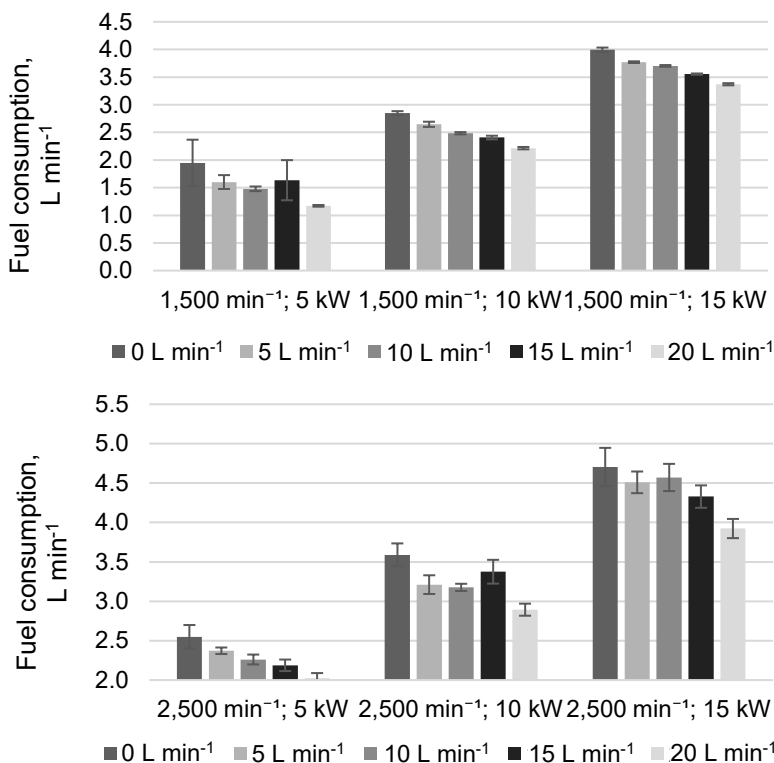 Fuel consumption,
L min⁻¹
4.5
4.0
3.5
3.0
2.5
2.0
1.5
1.0
0.5
0.0
1,500 min⁻¹; 5 kW 1,500 min⁻¹; 10 kW 1,500 min⁻¹; 15 kW
0 L min⁻¹ 5 L min⁻¹ 10 L min⁻¹ 15 L min⁻¹ 20 L min⁻¹
Fuel consumption,
L min⁻¹
5.5
5.0
4.5
4.0
3.5
3.0
2.5
2.0
2,500 min⁻¹; 5 kW 2,500 min⁻¹; 10 kW 2,500 min⁻¹; 15 kW
0 L min⁻¹ 5 L min⁻¹ 10 L min⁻¹ 15 L min⁻¹ 20 L min⁻¹